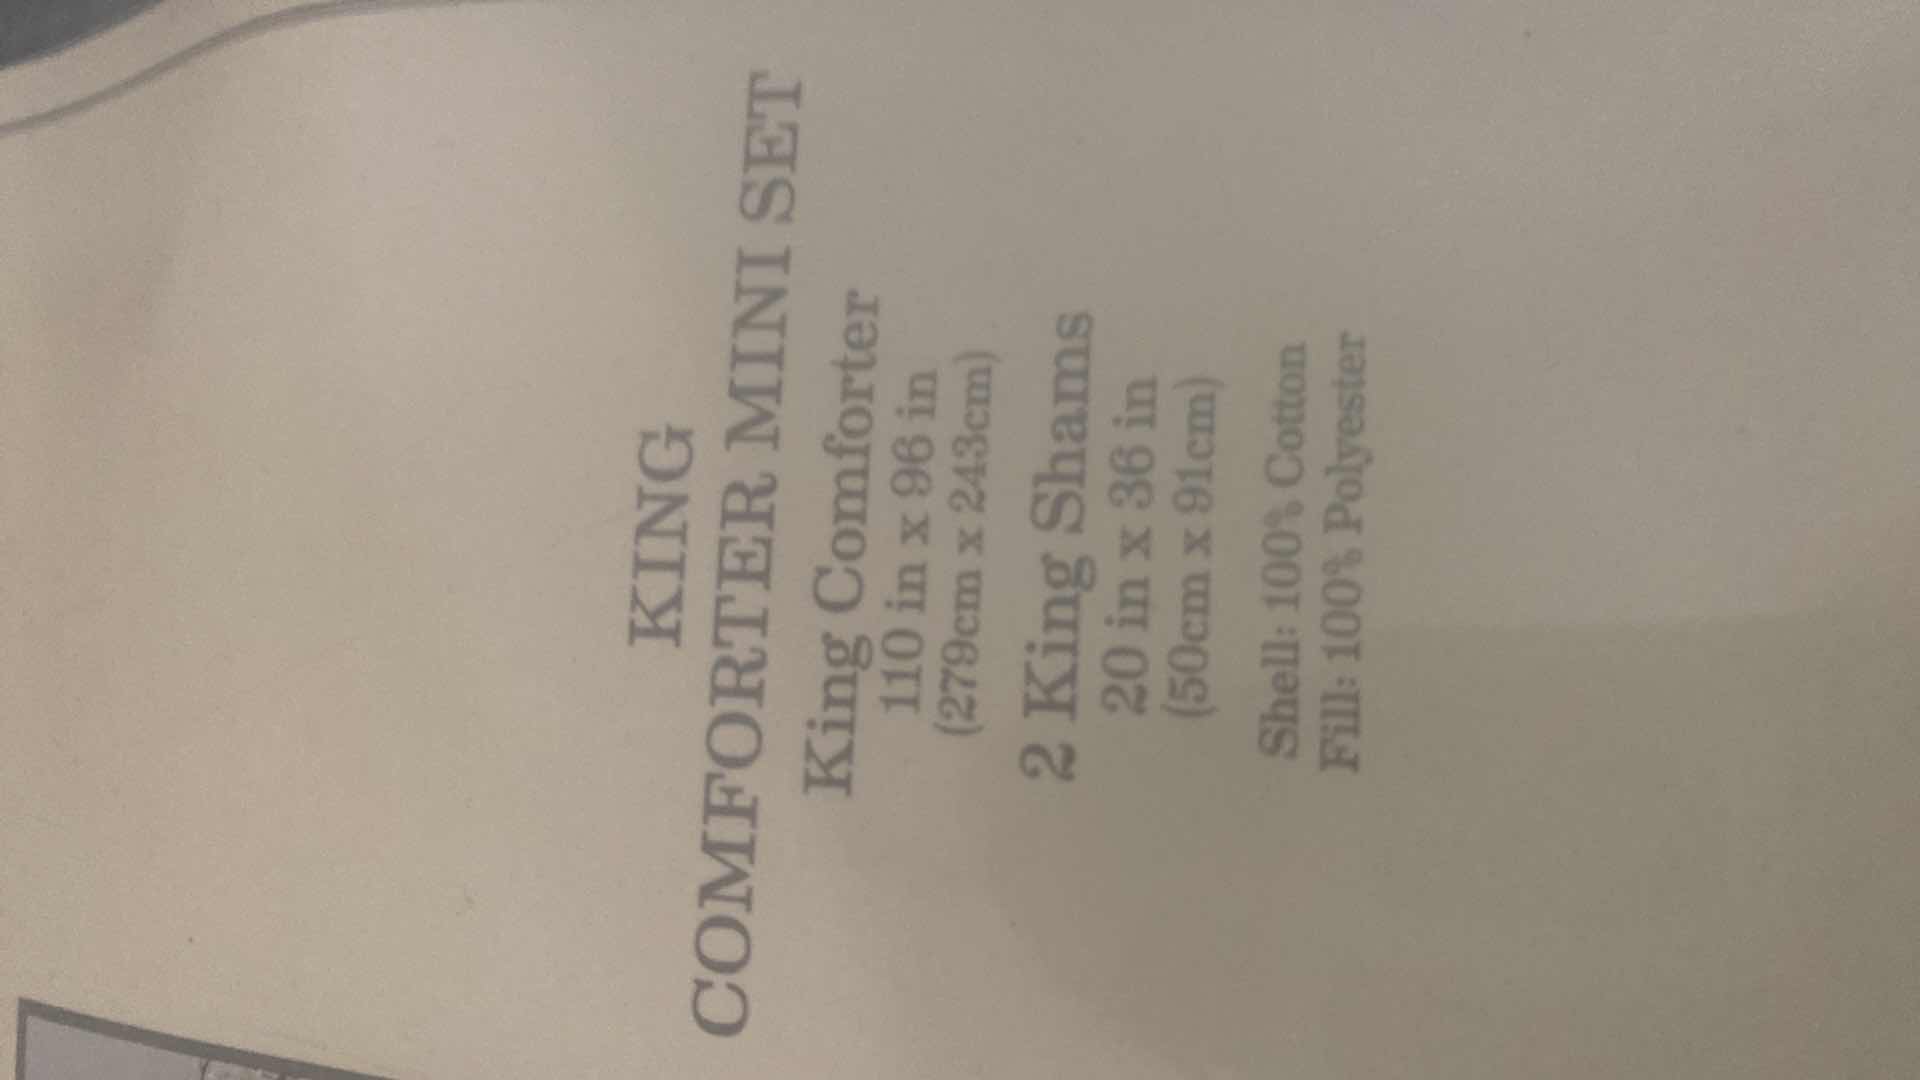 KING
COMFORTER MINI SET
King Comforter
110 in x 96 in
(279cm x 243cm)
2 King Shams
20 in x 36 in
(50cm x 91cm)
Shell: 100% Cotton
Fill: 100% Polyester